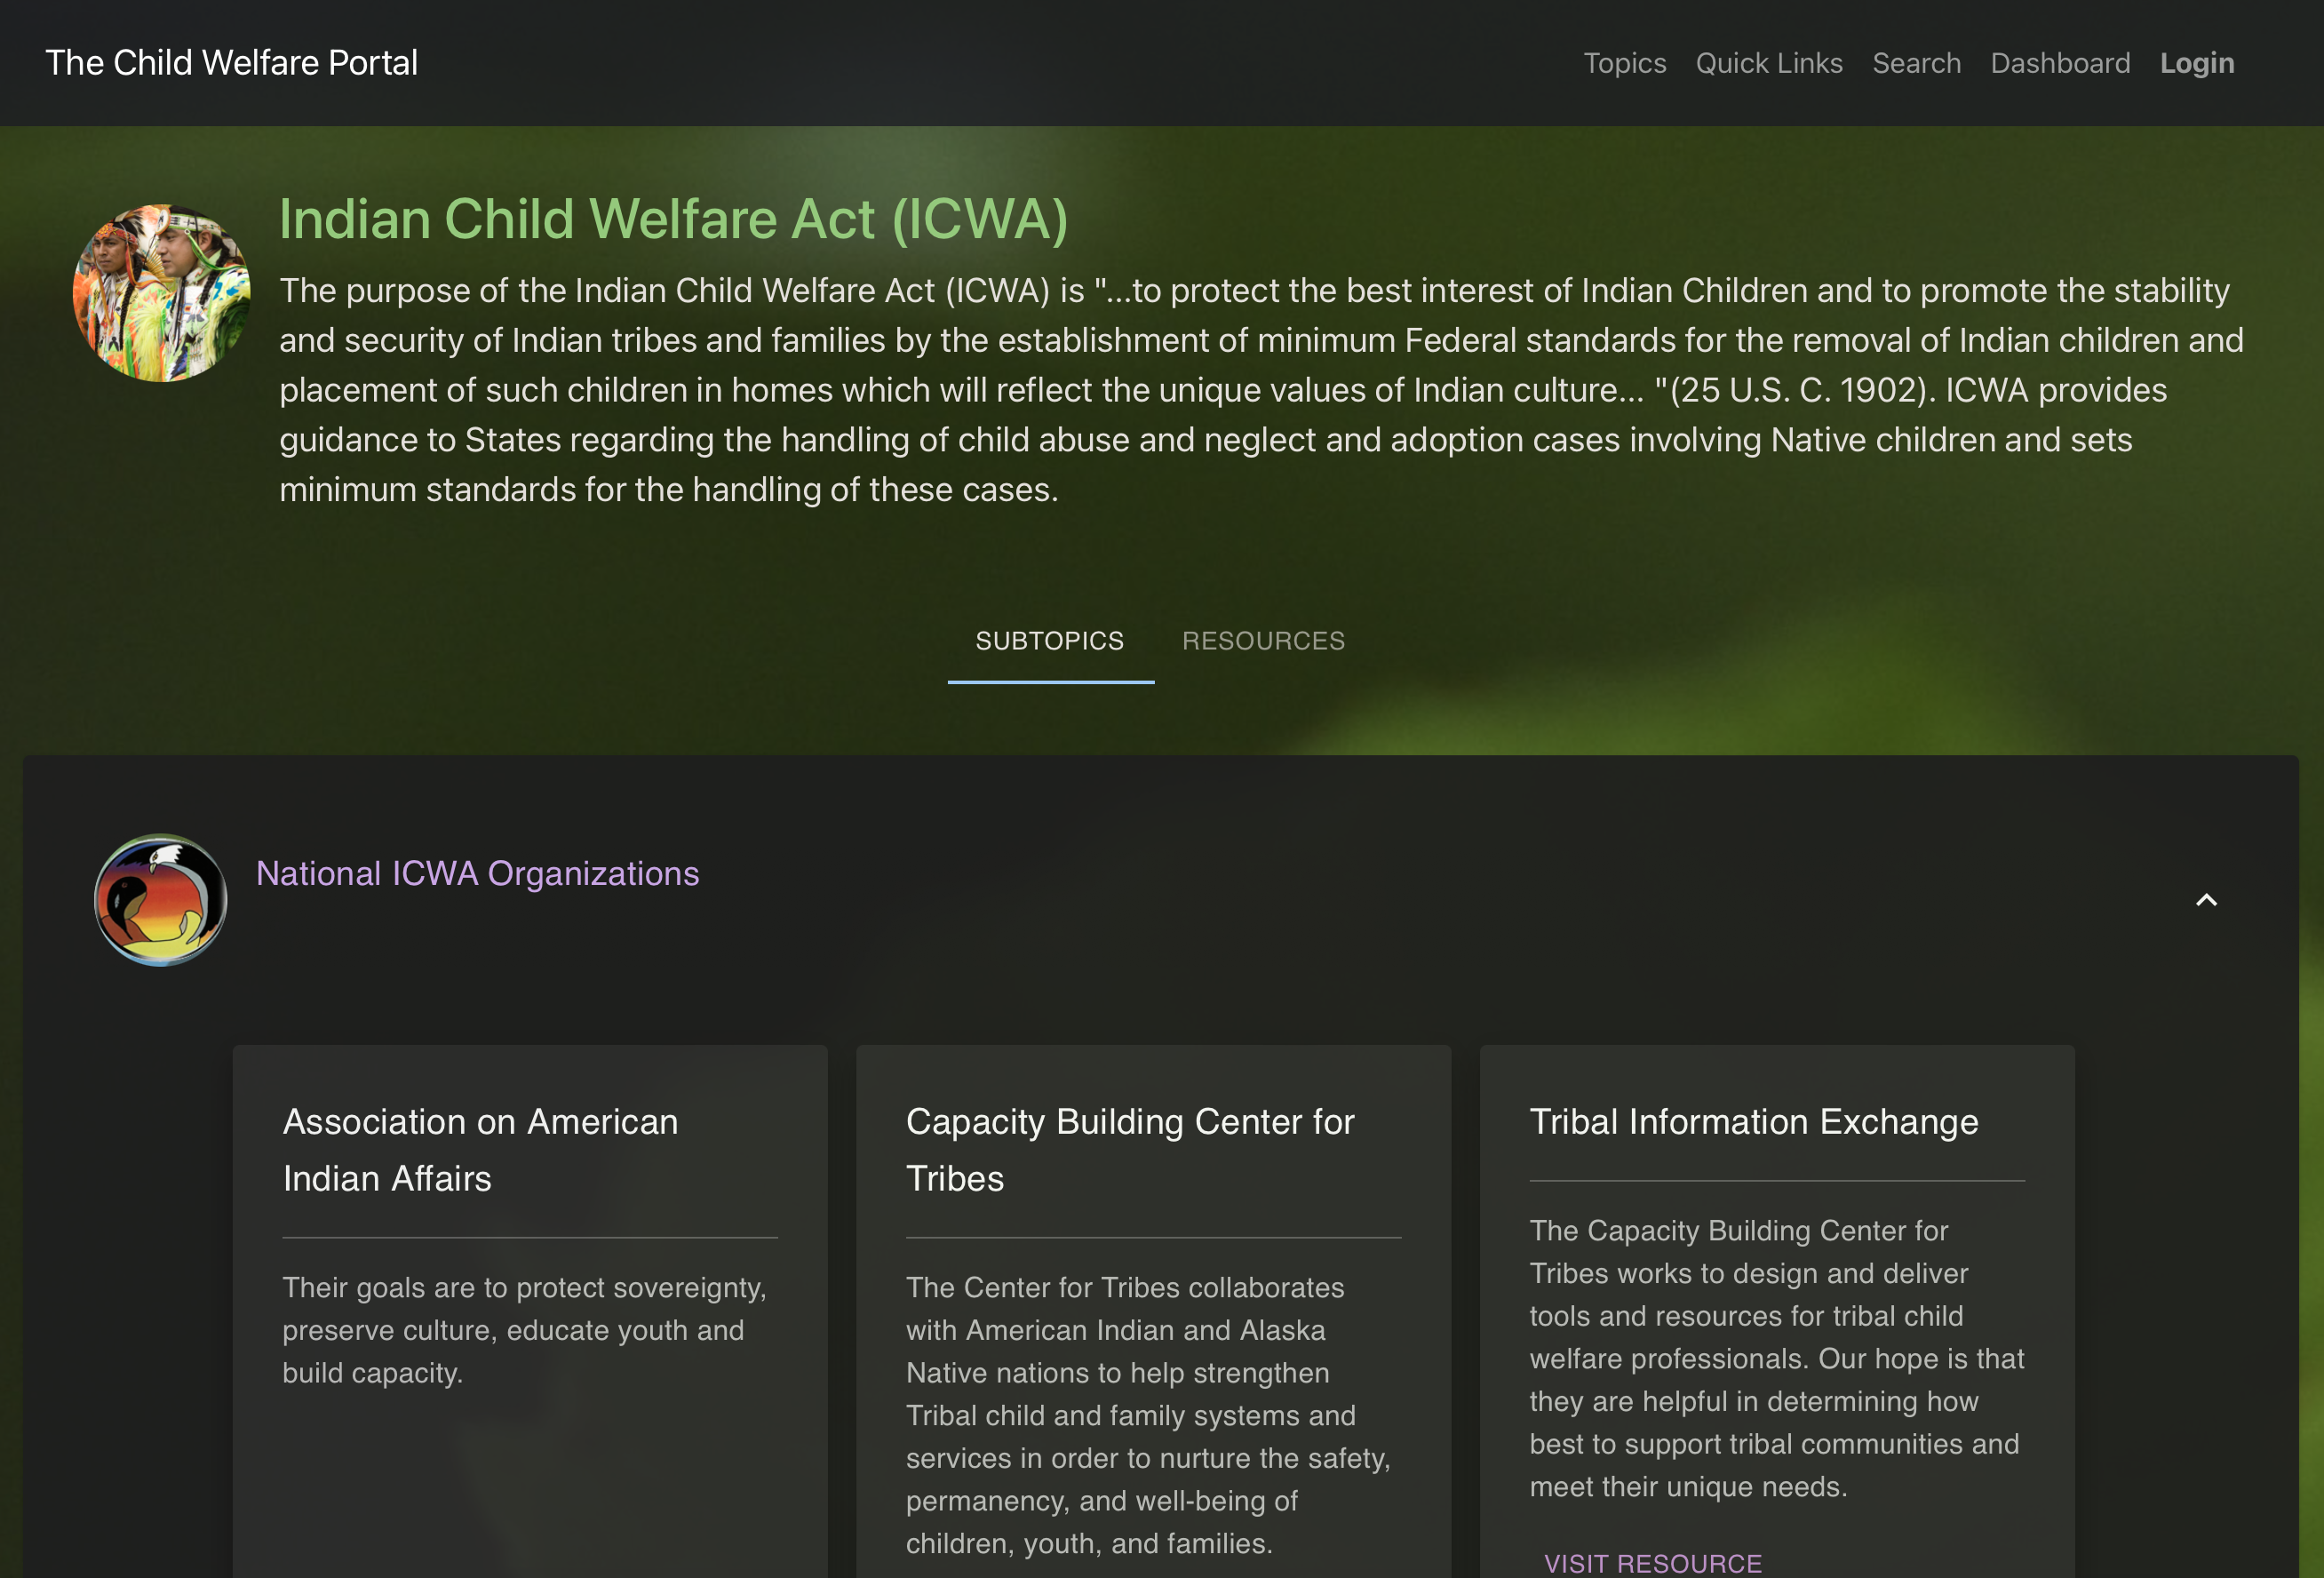 The Child Welfare Portal
Topics Quick Links Search Dashboard Login
Indian Child Welfare Act (ICWA)
The purpose of the Indian Child Welfare Act (ICWA) is "...to protect the best interest of Indian Children and to promote the stability
and security of Indian tribes and families by the establishment of minimum Federal standards for the removal of Indian children and
placement of such children in homes which will reflect the unique values of Indian culture... "(25 U.S. C. 1902). ICWA provides
guidance to States regarding the handling of child abuse and neglect and adoption cases involving Native children and sets
minimum standards for the handling of these cases.
SUBTOPICS RESOURCES
National ICWA Organizations
Association on American
Indian Affairs
Their goals are to protect sovereignty,
preserve culture, educate youth and
build capacity.
Capacity Building Center for
Tribes
The Center for Tribes collaborates
with American Indian and Alaska
Native nations to help strengthen
Tribal child and family systems and
services in order to nurture the safety,
permanency, and well-being of
children, youth, and families.
Tribal Information Exchange
The Capacity Building Center for
Tribes works to design and deliver
tools and resources for tribal child
welfare professionals. Our hope is that
they are helpful in determining how
best to support tribal communities and
meet their unique needs.
VISIT RESOURCE